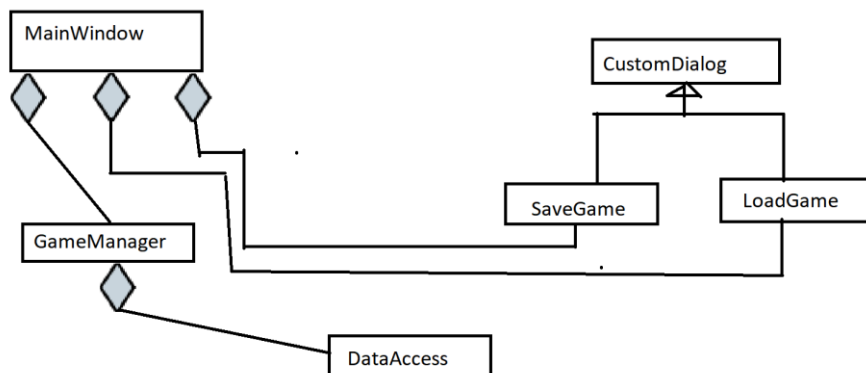 MainWindow
CustomDialog
SaveGame
LoadGame
GameManager
DataAccess